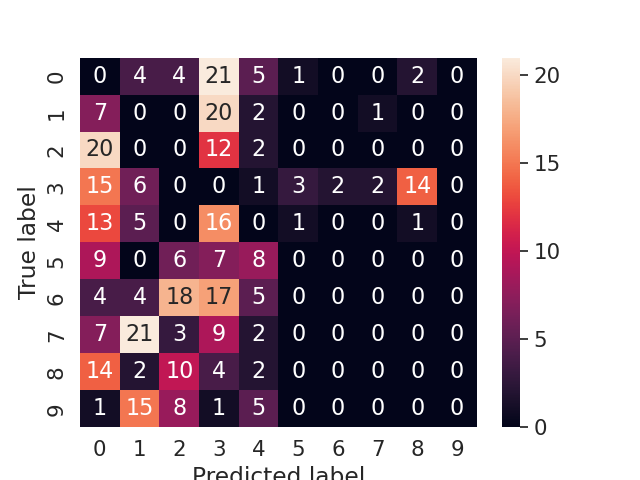 0 0 4 4 21 5 1 0 0 2 0
1 7 0 0 20 2 0 0 1 0 0
2 20 0 0 12 2 0 0 0 0 0
3 15 6 0 0 1 3 2 2 14 0
4 13 5 0 16 0 1 0 0 1 0
5 9 0 6 7 8 0 0 0 0 0
6 4 4 18 17 5 0 0 0 0 0
7 7 21 3 9 2 0 0 0 0 0
8 14 2 10 4 2 0 0 0 0 0
9 1 15 8 1 5 0 0 0 0 0
0 1 2 3 4 5 6 7 8 9
Predicted label
True label
20
15
10
5
0